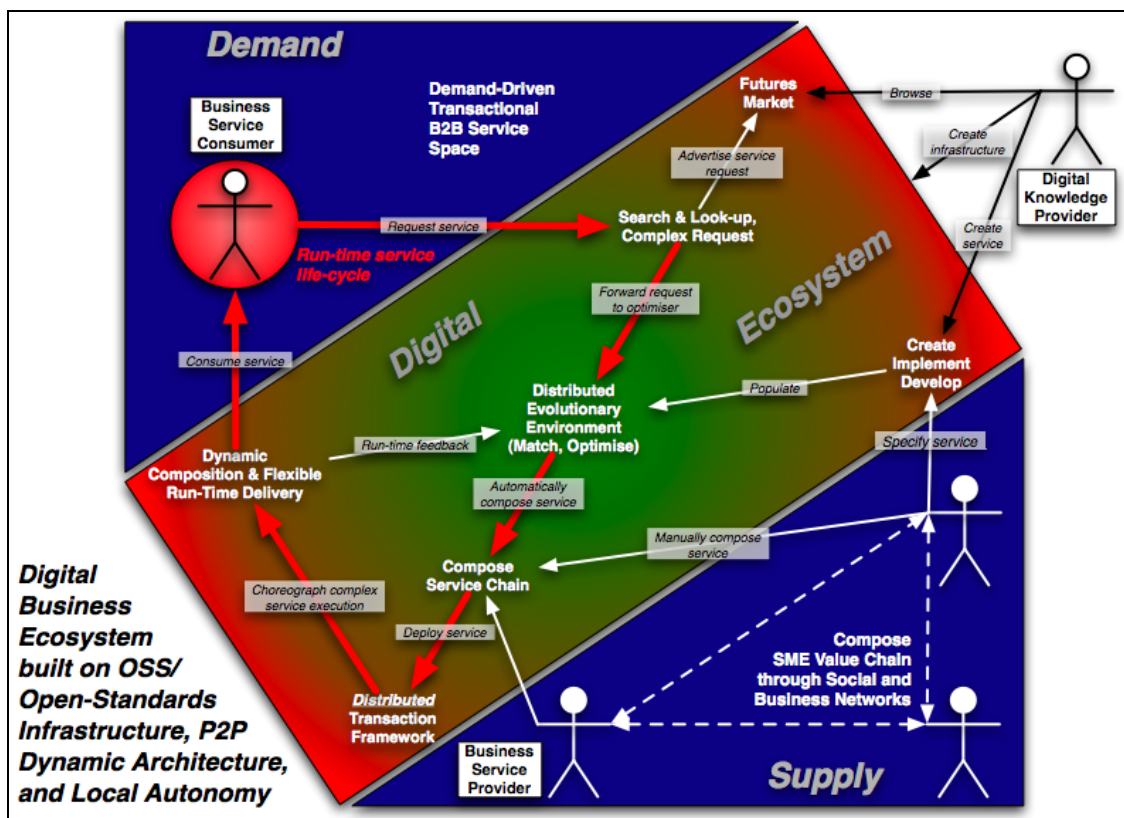 Demand
Demand-Driven
Transactional
B2B Service
Space
Business
Service
Consumer
Futures
Market
Browse
Create
infrastructure
Digital
Knowledge
Provider
Create
service
Advertise service
request
Request service
Search & Look-up,
Complex Request
Run-time service
life-cycle
Forward request
to optimiser
Digital
Ecosystem
Consume service
Create
Implement
Develop
Populate
Distributed
Evolutionary
Environment
(Match, Optimise)
Run-time feedback
Specify service
Dynamic
Composition & Flexible
Run-Time Delivery
Automatically
compose service
Manually compose
service
Compose
Service Chain
Choreograph complex
service execution
Deploy service
Distributed
Transaction
Framework
Digital
Business
Ecosystem
built on OSS/
Open-Standards
Infrastructure, P2P
Dynamic Architecture,
and Local Autonomy
Compose
SME Value Chain
through Social and
Business Networks
Business
Service
Provider
Supply